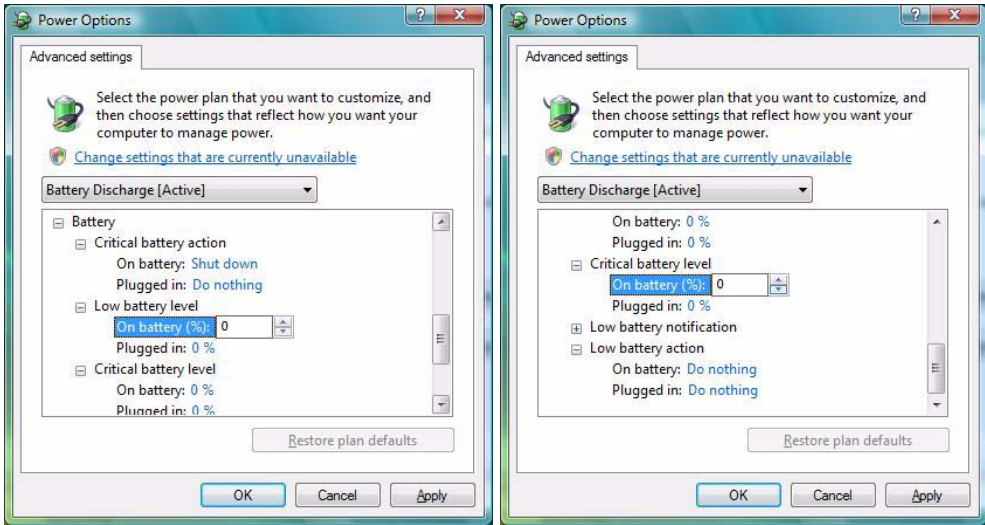 Power Options
Advanced settings
Select the power plan that you want to customize, and
then choose settings that reflect how you want your
computer to manage power.
Change settings that are currently unavailable
Battery Discharge [Active]
Battery
Critical battery action
On battery: Shut down
Plugged in: Do nothing
Low battery level
On battery (%): 0
Plugged in: 0 %
Critical battery level
On battery: 0 %
Plugged in: 0 %
Restore plan defaults
OK Cancel Apply
Power Options
Advanced settings
Select the power plan that you want to customize, and
then choose settings that reflect how you want your
computer to manage power.
Change settings that are currently unavailable
Battery Discharge [Active]
On battery: 0 %
Plugged in: 0 %
Critical battery level
On battery (%): 0
Plugged in: 0 %
Low battery notification
Low battery action
On battery: Do nothing
Plugged in: Do nothing
Restore plan defaults
OK Cancel Apply